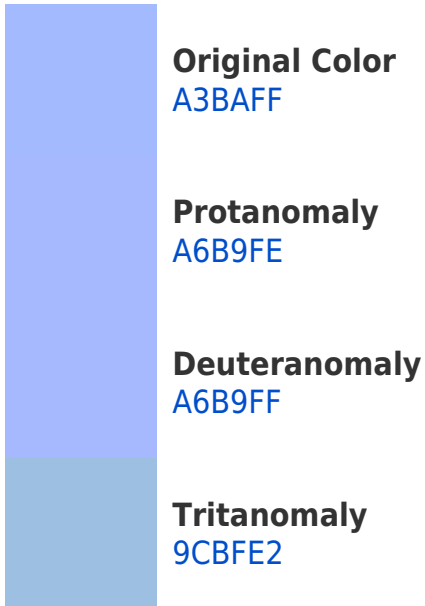 Original Color
A3BAFF
Protanomaly
A6B9FE
Deuteranomaly
A6B9FF
Tritanomaly
9CBFE2